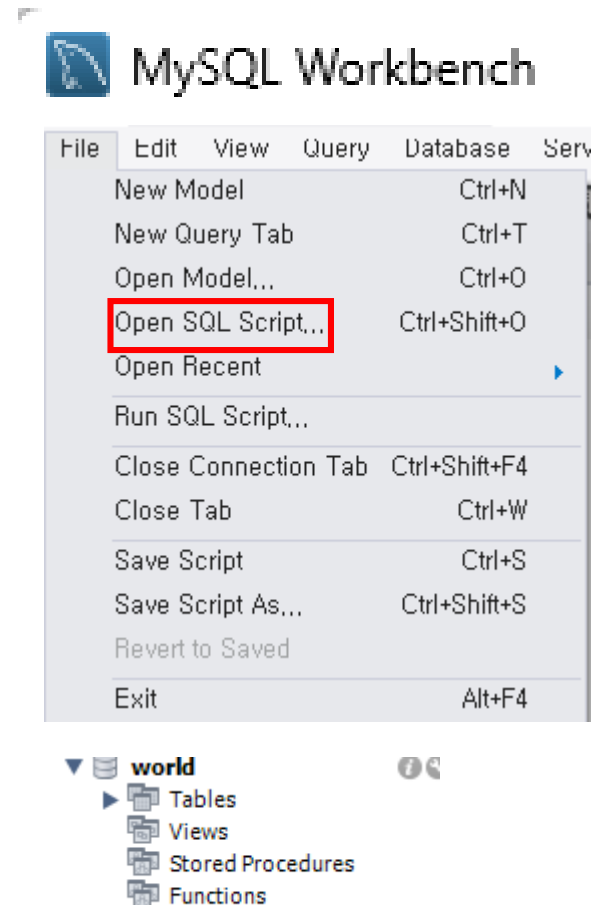 MySQL Workbench
File Edit View Query Database Serv
New Model Ctrl+N
New Query Tab Ctrl+T
Open Model... Ctrl+O
Open SQL Script... Ctrl+Shift+O
Open Recent
Run SQL Script...
Close Connection Tab Ctrl+Shift+F4
Close Tab Ctrl+W
Save Script Ctrl+S
Save Script As... Ctrl+Shift+S
Revert to Saved
Exit Alt+F4
world
Tables
Views
Stored Procedures
Functions